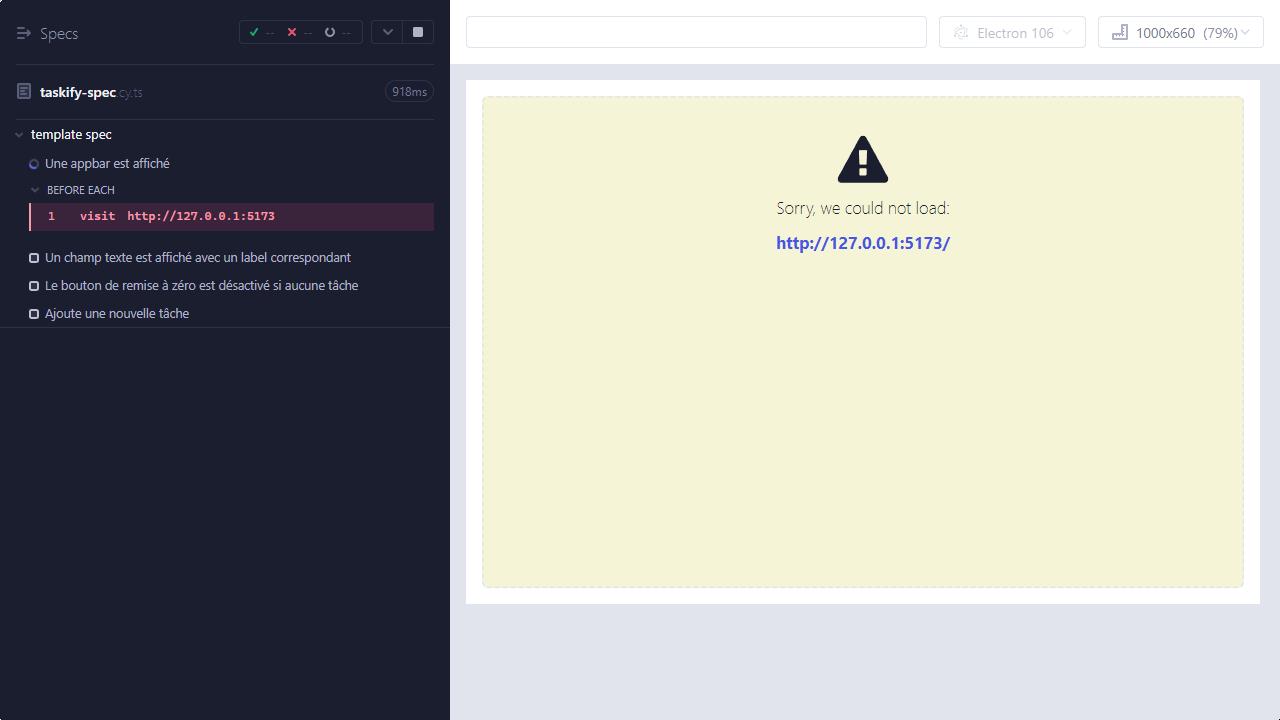 Specs
-- -- --
taskify-spec.cy.ts 918ms
template spec
Une appbar est affiché
BEFORE EACH
1 visit http://127.0.0.1:5173
Un champ texte est affiché avec un label correspondant
Le bouton de remise à zéro est désactivé si aucune tâche
Ajoute une nouvelle tâche
Electron 106
1000x660 (79%)
Sorry, we could not load:
http://127.0.0.1:5173/